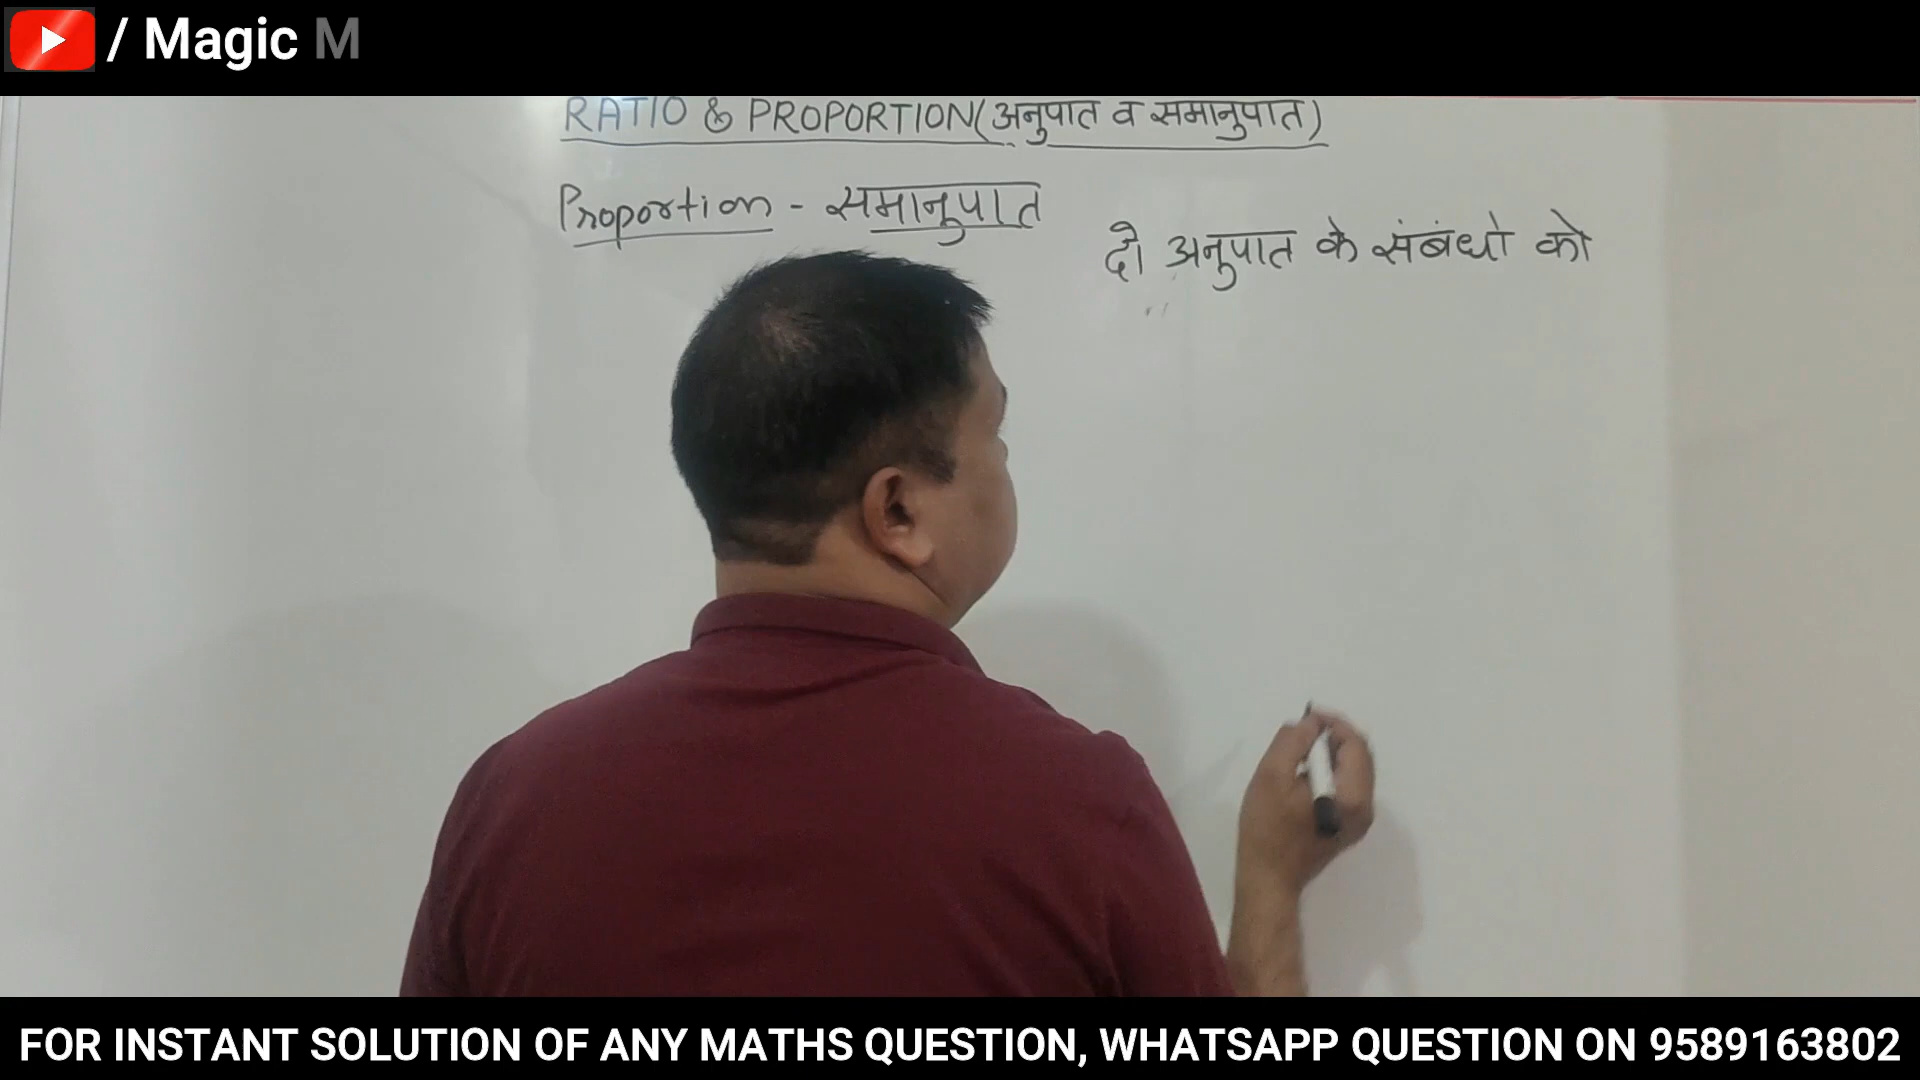 / Magic M
RATIO & PROPORTION(अनुपात व समानुपात)
Proportion - समानुपात
दो अनुपात के संबंधो को
FOR INSTANT SOLUTION OF ANY MATHS QUESTION, WHATSAPP QUESTION ON 9589163802